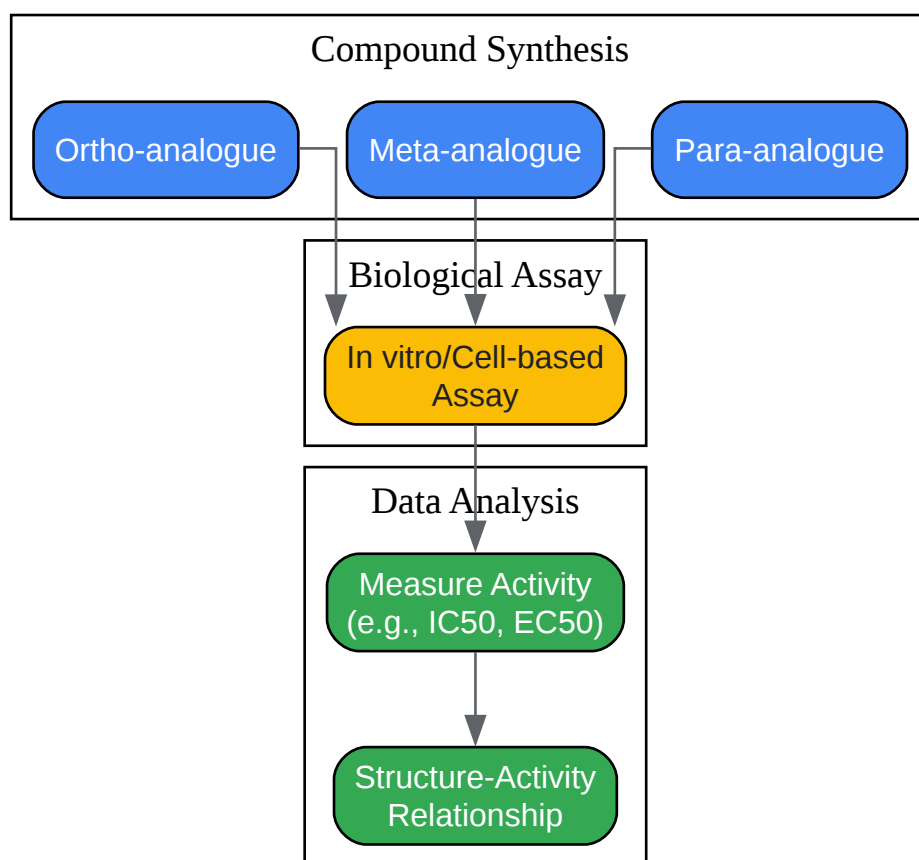 Compound Synthesis
Ortho-analogue
Meta-analogue
Para-analogue
Biological Assay
In vitro/Cell-based
Assay
Data Analysis
Measure Activity
(e.g., IC50, EC50)
Structure-Activity
Relationship